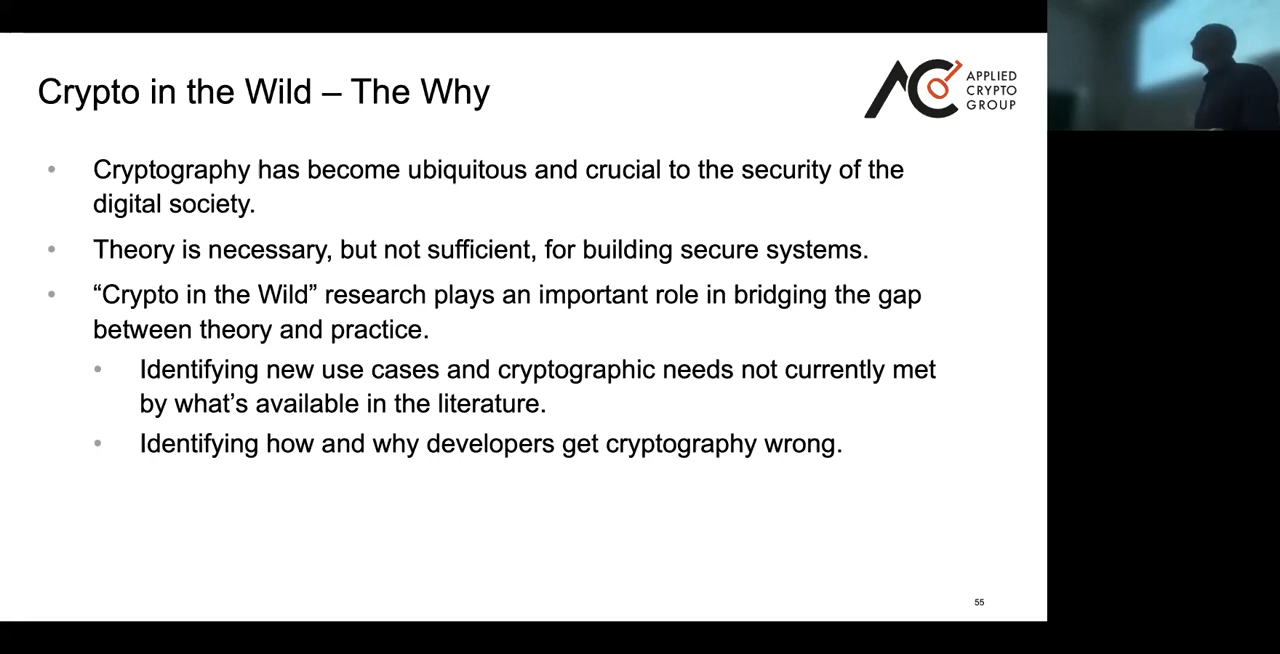 Crypto in the Wild – The Why
APPLIED
CRYPTO
GROUP
• Cryptography has become ubiquitous and crucial to the security of the
digital society.
• Theory is necessary, but not sufficient, for building secure systems.
• “Crypto in the Wild” research plays an important role in bridging the gap
between theory and practice.
• Identifying new use cases and cryptographic needs not currently met
by what’s available in the literature.
• Identifying how and why developers get cryptography wrong.
55